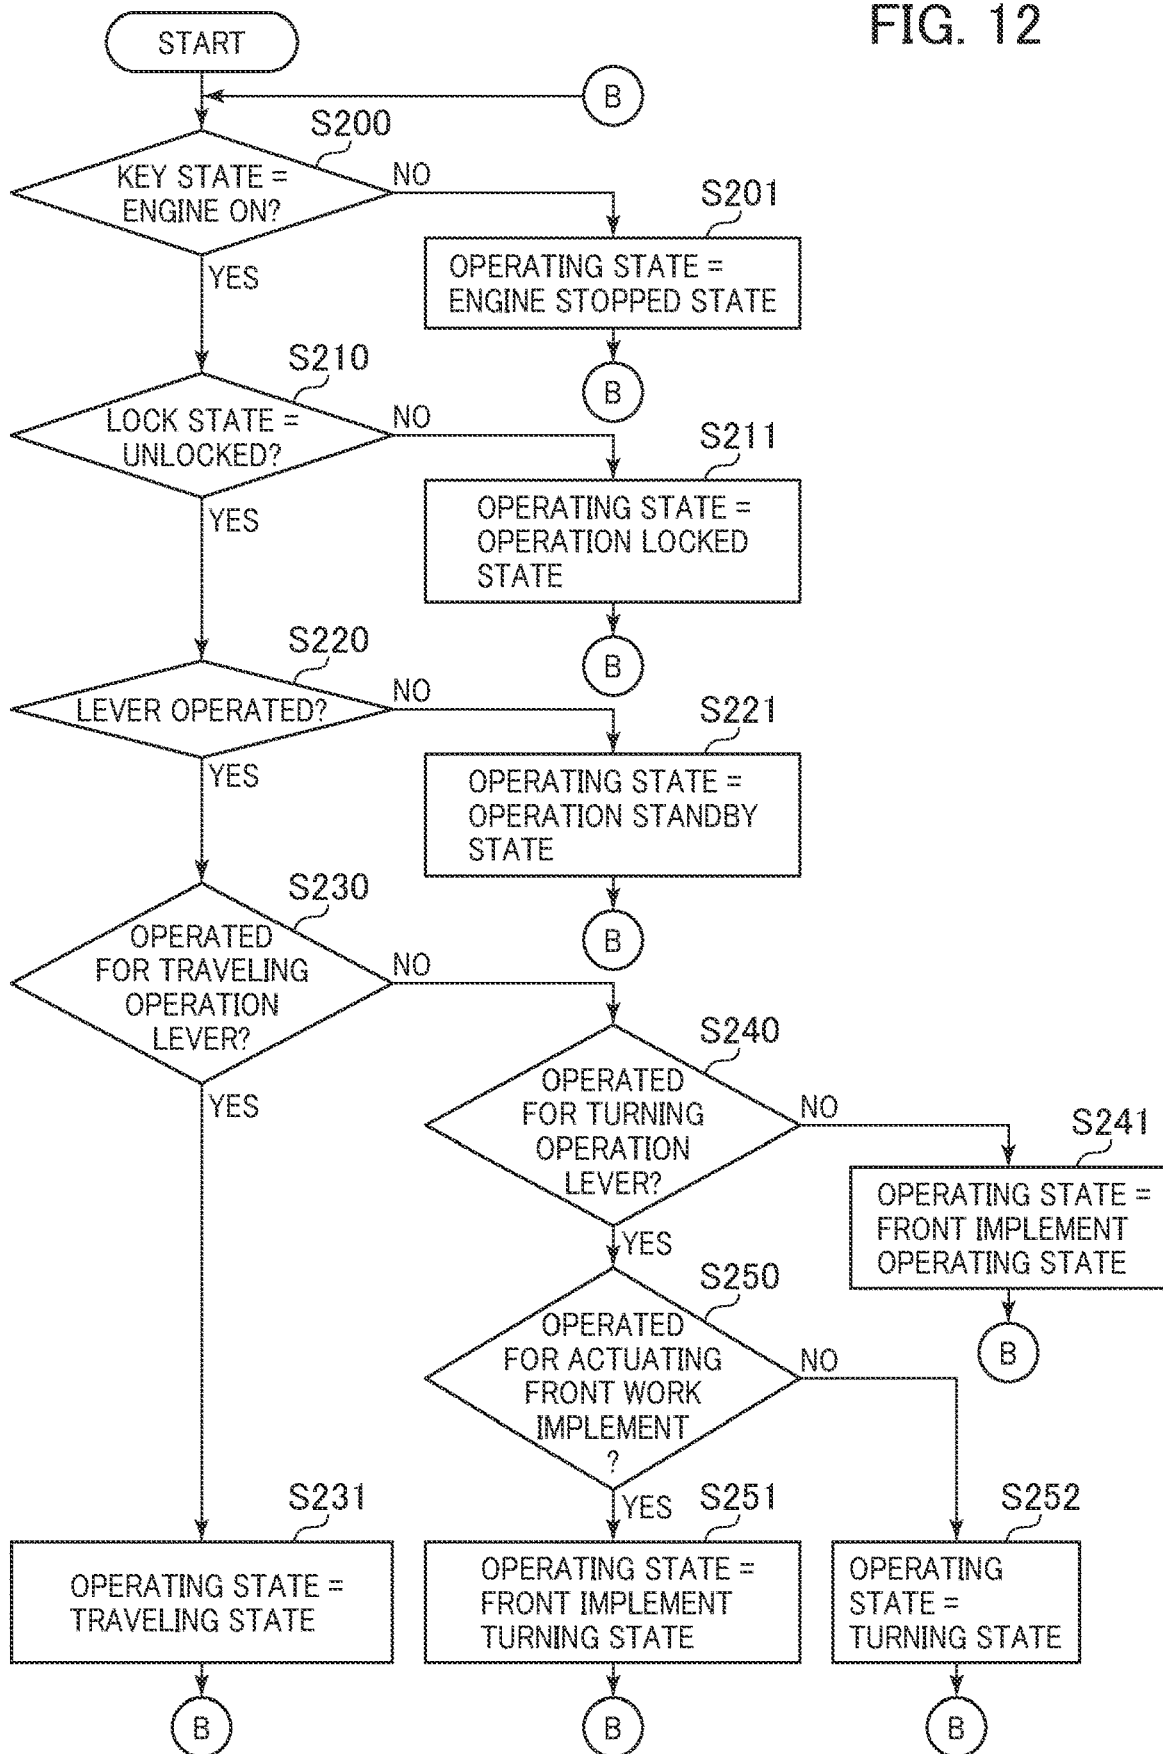 FIG. 12
START
B
S200
KEY STATE =
ENGINE ON?
NO
YES
S201
OPERATING STATE =
ENGINE STOPPED STATE
B
S210
LOCK STATE =
UNLOCKED?
NO
YES
S211
OPERATING STATE =
OPERATION LOCKED
STATE
B
S220
LEVER OPERATED?
NO
YES
S221
OPERATING STATE =
OPERATION STANDBY
STATE
B
S230
OPERATED
FOR TRAVELING
OPERATION
LEVER?
NO
YES
S240
OPERATED
FOR TURNING
OPERATION
LEVER?
NO
YES
S241
OPERATING STATE =
FRONT IMPLEMENT
OPERATING STATE
B
S250
OPERATED
FOR ACTUATING
FRONT WORK
IMPLEMENT
?
NO
YES
S231
OPERATING STATE =
TRAVELING STATE
B
S251
OPERATING STATE =
FRONT IMPLEMENT
TURNING STATE
B
S252
OPERATING
STATE =
TURNING STATE
B